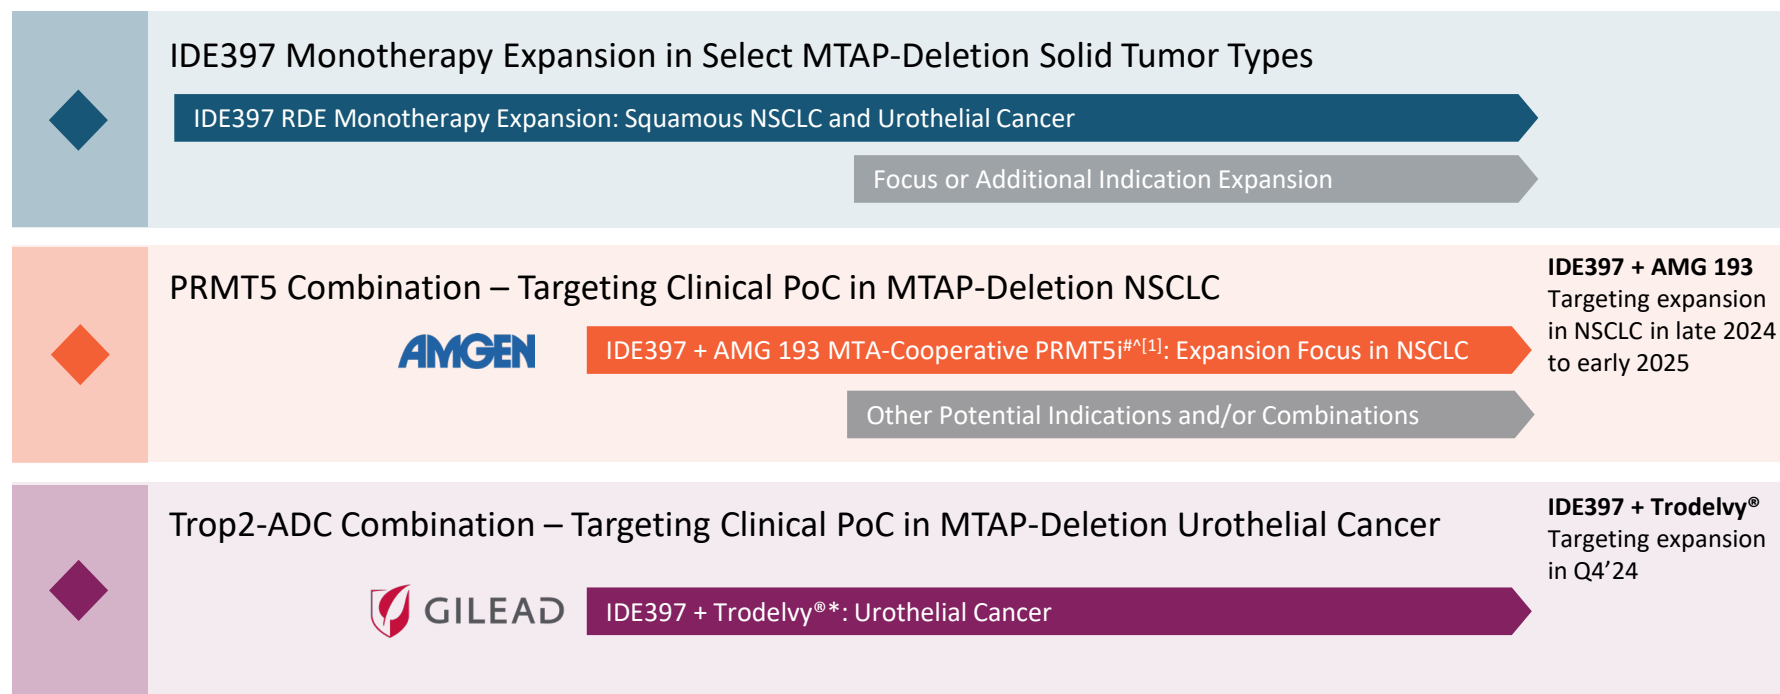 IDE397 Monotherapy Expansion in Select MTAP-Deletion Solid Tumor Types
IDE397 RDE Monotherapy Expansion: Squamous NSCLC and Urothelial Cancer
Focus or Additional Indication Expansion
PRMT5 Combination – Targeting Clinical PoC in MTAP-Deletion NSCLC
AMGEN
IDE397 + AMG 193 MTA-Cooperative PRMT5i#^[1]: Expansion Focus in NSCLC
Other Potential Indications and/or Combinations
IDE397 + AMG 193
Targeting expansion
in NSCLC in late 2024
to early 2025
Trop2-ADC Combination – Targeting Clinical PoC in MTAP-Deletion Urothelial Cancer
GILEAD
IDE397 + Trodelvy®*: Urothelial Cancer
IDE397 + Trodelvy®
Targeting expansion
in Q4’24